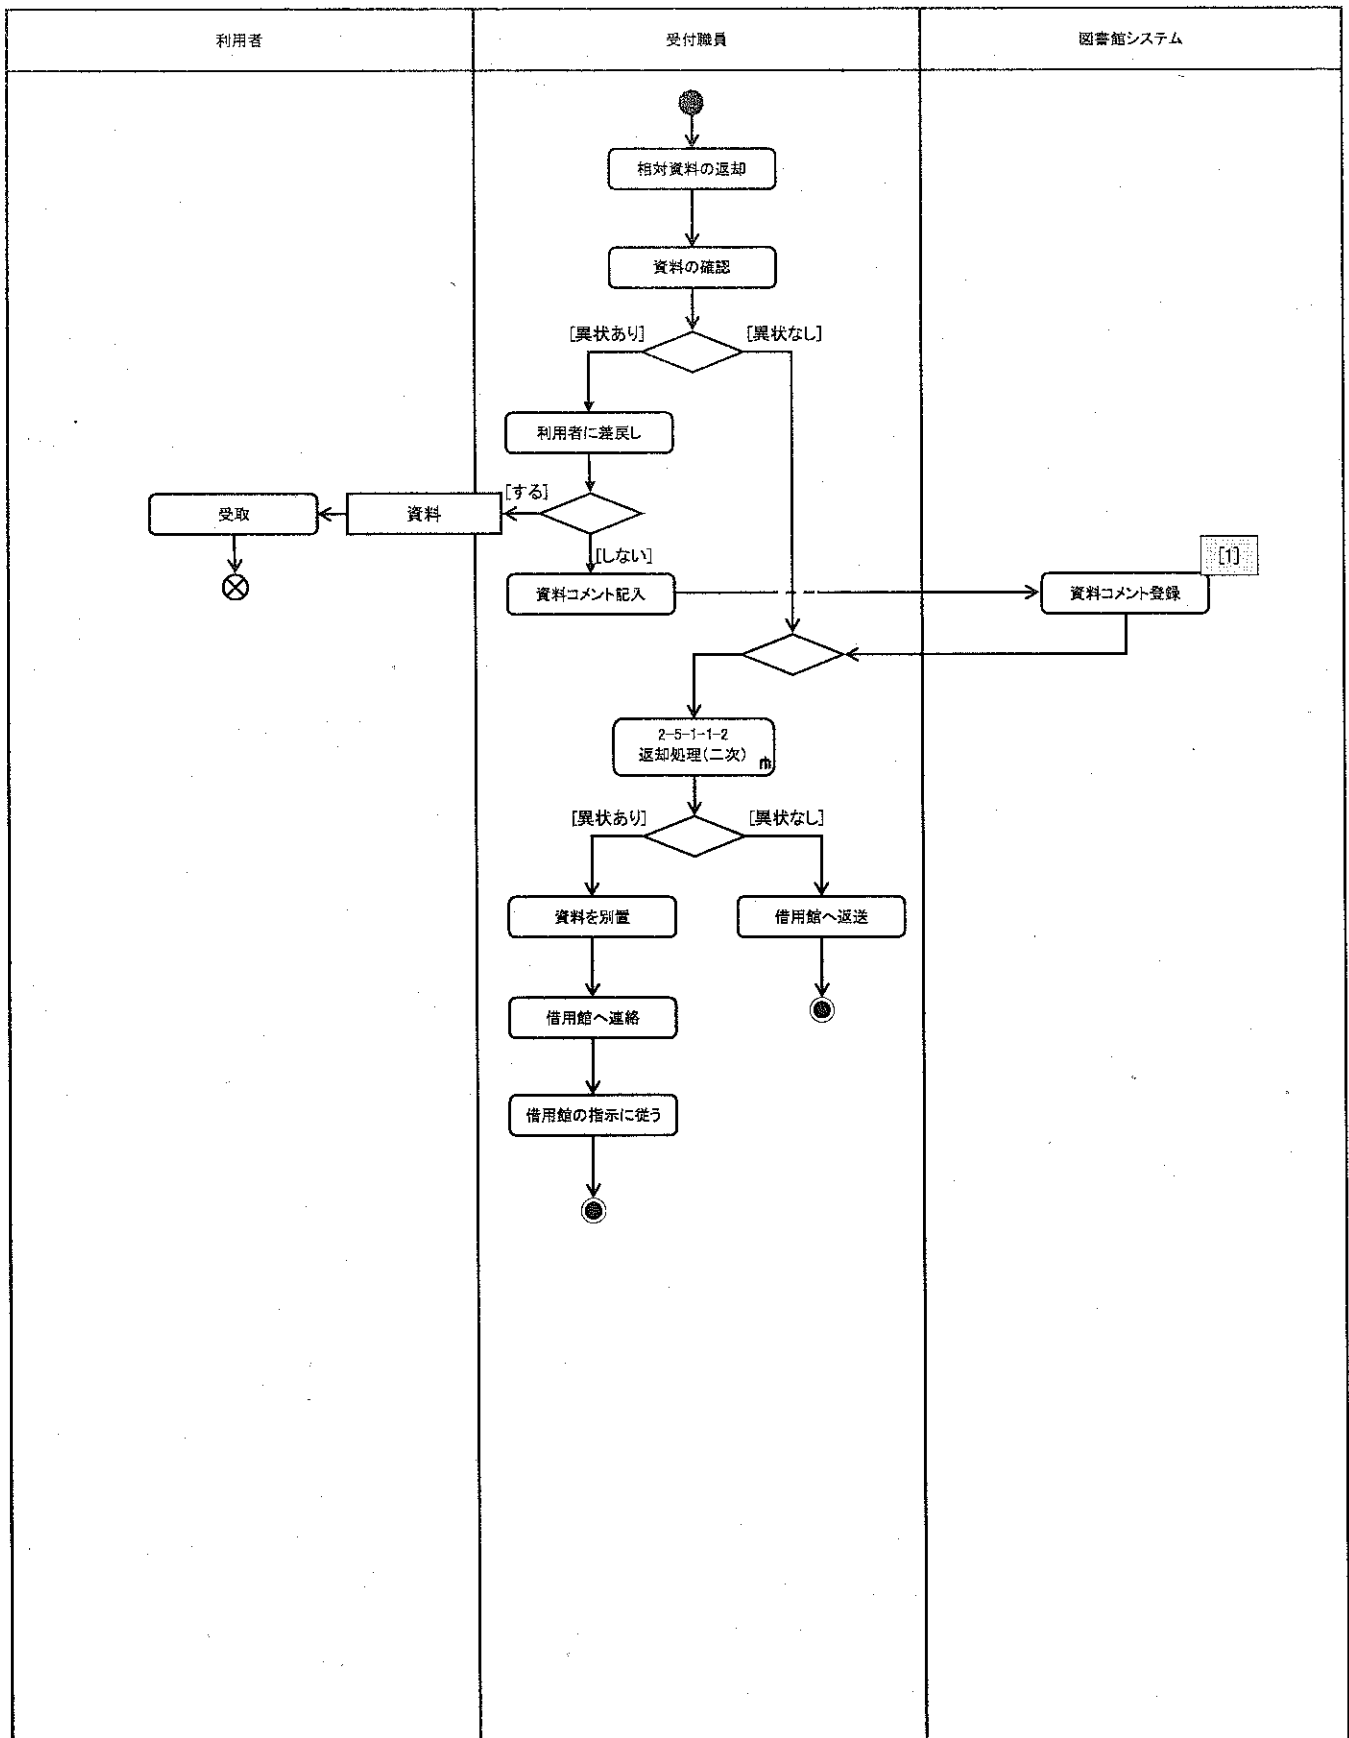 利用者
受付職員
図書館システム
相対資料の返却
資料の確認
[異状あり]
[異状なし]
利用者に差戻し
[する]
受取
資料
[しない]
[1]
資料コメント記入
資料コメント登録
2-5-1-1-2
返却処理(二次)
[異状あり]
[異状なし]
資料を別置
借用館へ返送
借用館へ連絡
借用館の指示に従う